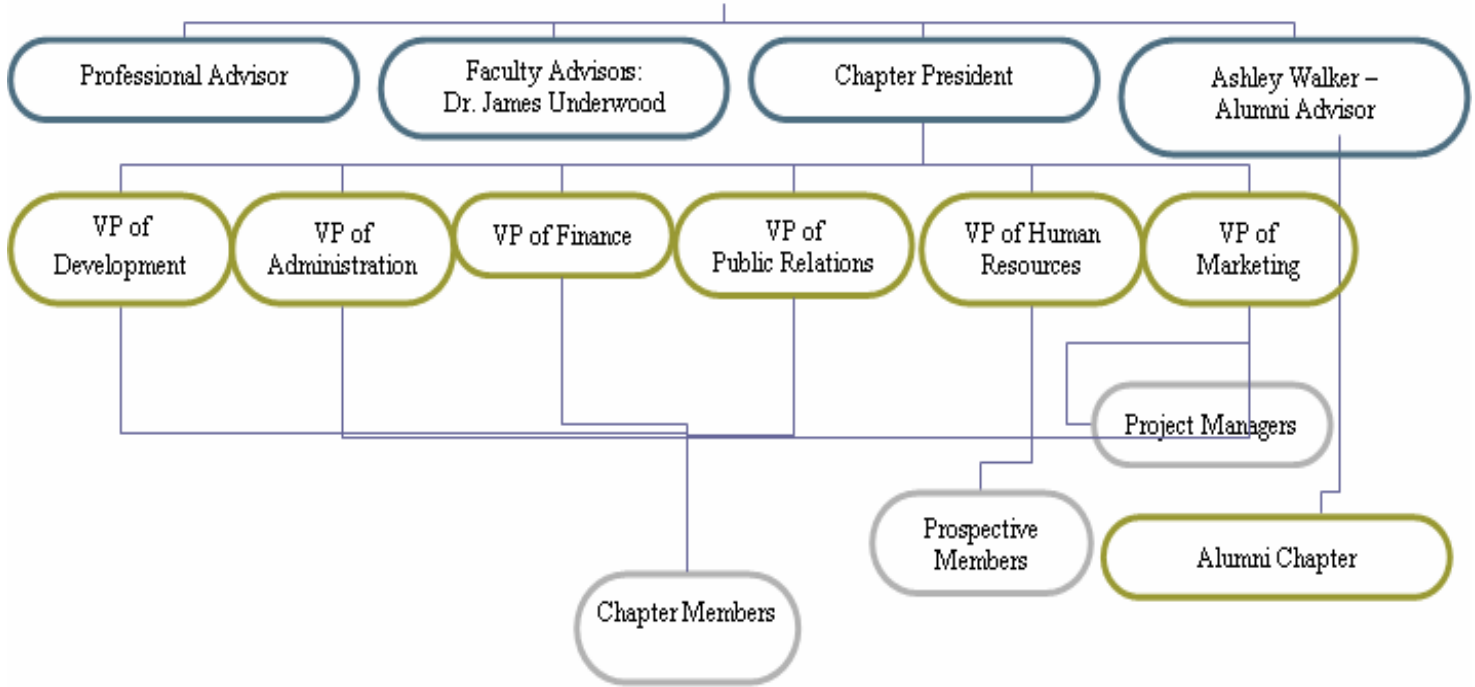 Professional Advisor
Faculty Advisors:
Dr. James Underwood
Chapter President
Ashley Walker –
Alumni Advisor
VP of
Development
VP of
Administration
VP of Finance
VP of
Public Relations
VP of Human
Resources
VP of
Marketing
Project Managers
Prospective
Members
Alumni Chapter
Chapter Members